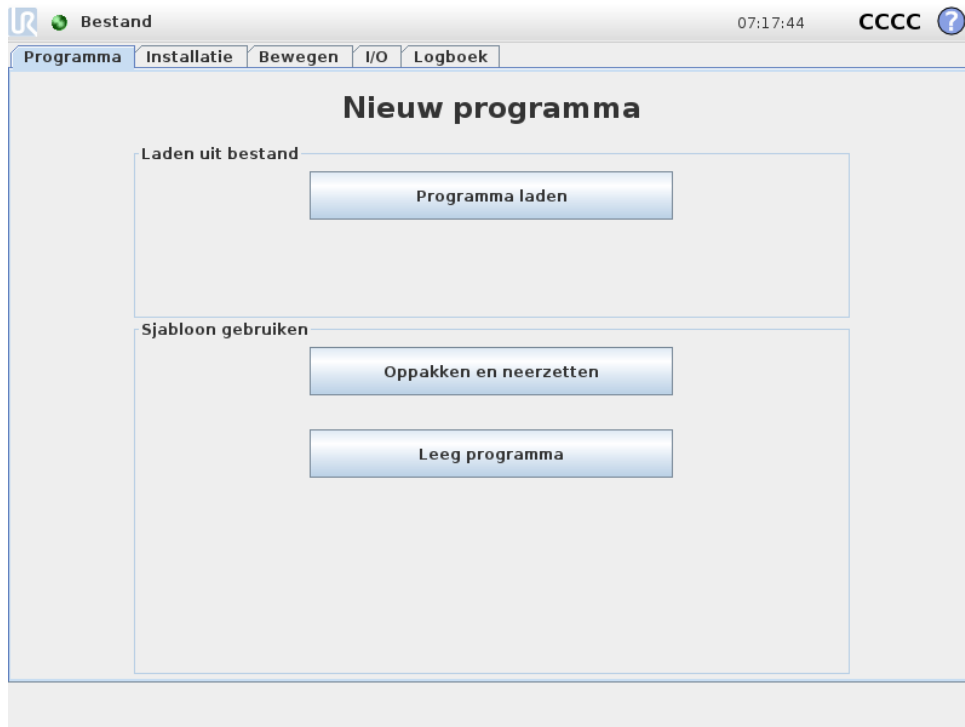 UR Bestand 07:17:44 CCCC ?
Programma Installatie Bewegen I/O Logboek
Nieuw programma
Laden uit bestand
Programma laden
Sjabloon gebruiken
Oppakken en neerzetten
Leeg programma